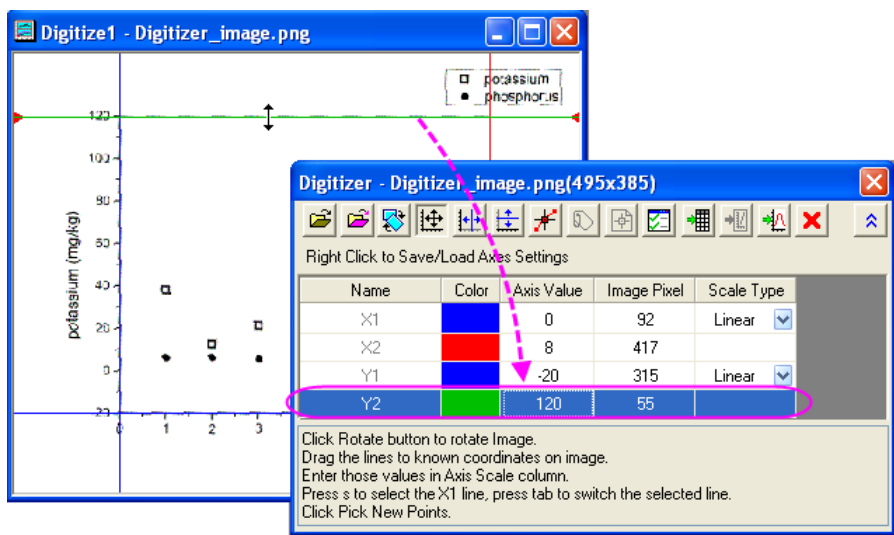 Digitize1 - Digitizer_image.png
potassium
phosphorus
120
100
80
60
40
20
0
-20
potassium (mg/kg)
0 1 2 3
Digitizer - Digitizer_image.png(495x385)
Right Click to Save/Load Axes Settings
Name Color Axis Value Image Pixel Scale Type
X1 0 92 Linear
X2 8 417
Y1 -20 315 Linear
Y2 120 55
Click Rotate button to rotate Image.
Drag the lines to known coordinates on image.
Enter those values in Axis Scale column.
Press s to select the X1 line, press tab to switch the selected line.
Click Pick New Points.